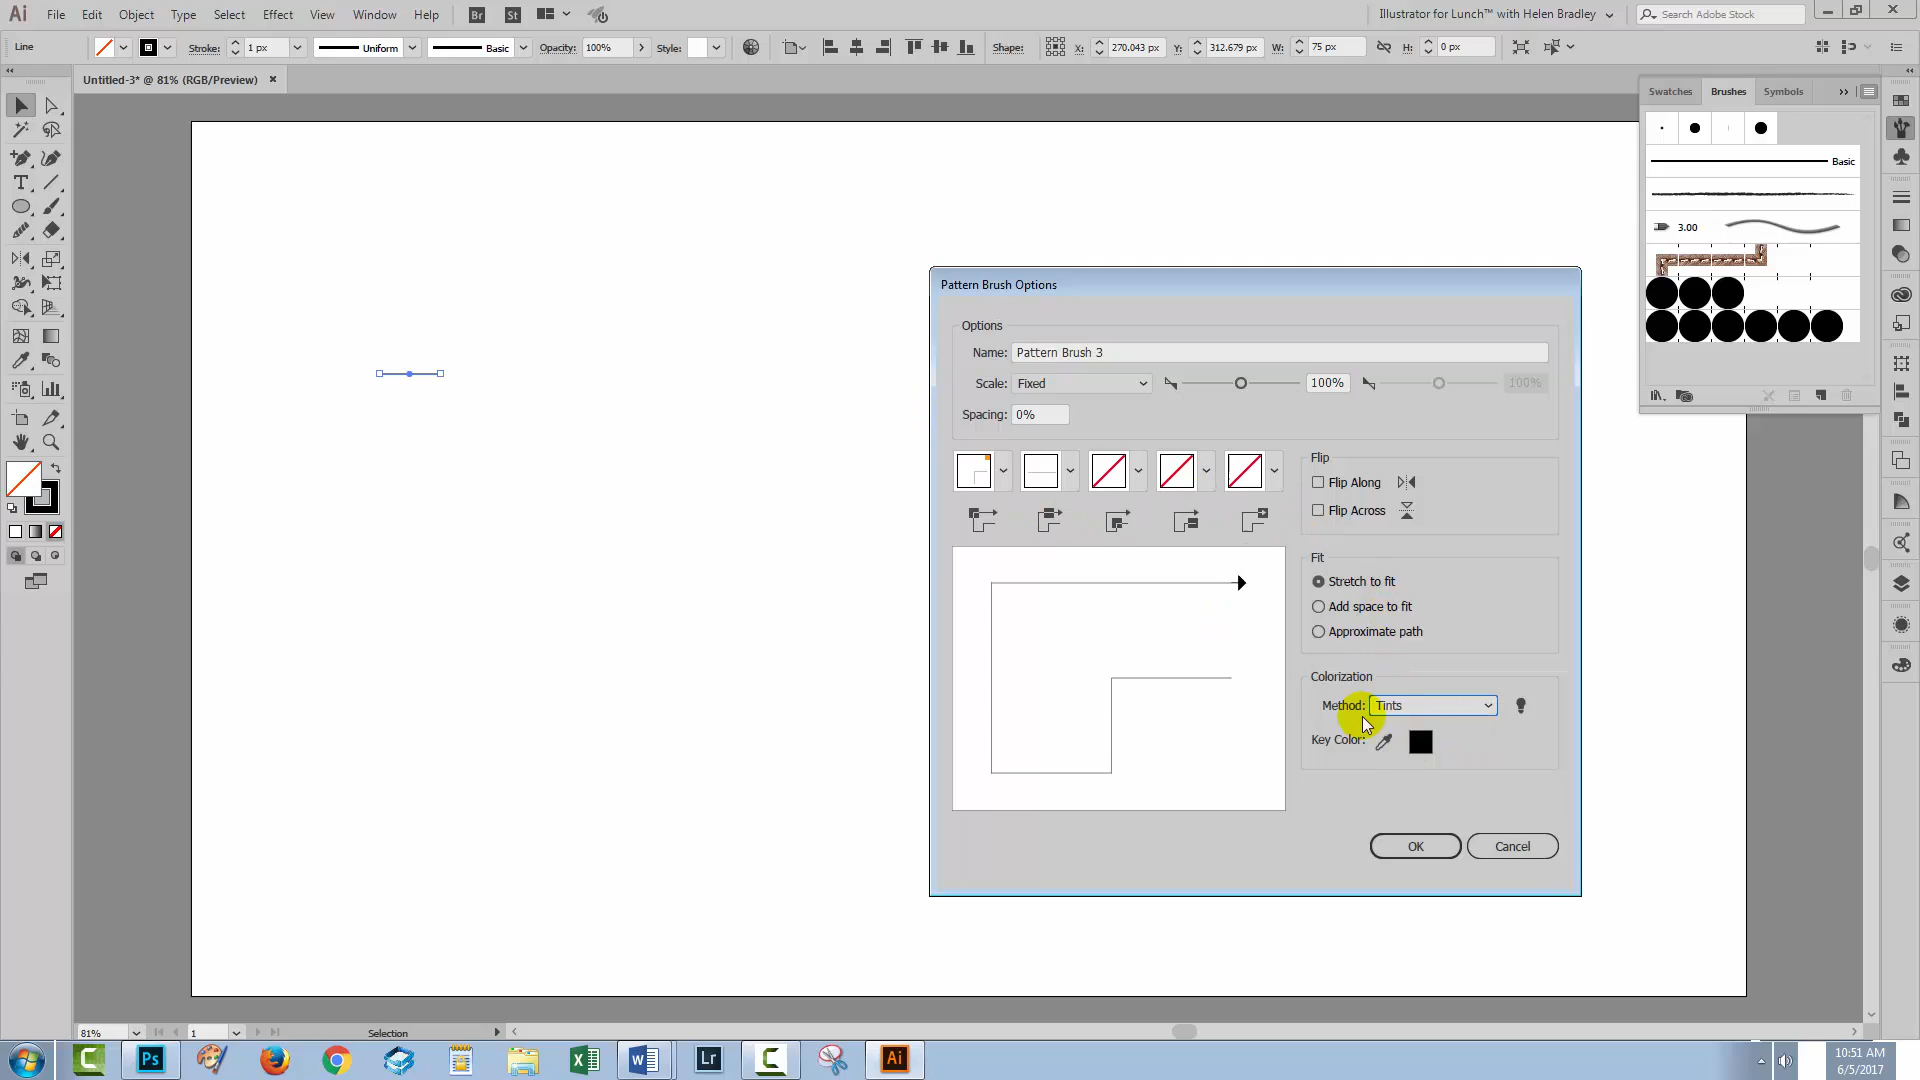 Ai File Edit Object Type Select Effect View Window Help Br St Illustrator for Lunch™ with Helen Bradley Search Adobe Stock
Line Stroke: 1 px Uniform Basic Opacity: 100% Style: Shape: X: 270.043 px Y: 312.679 px W: 75 px H: 0 px
Untitled-3* @ 81% (RGB/Preview)
Swatches Brushes Symbols
Basic
3.00
Pattern Brush Options
Options
Name: Pattern Brush 3
Scale: Fixed 100% 100%
Spacing: 0%
Flip
Flip Along
Flip Across
Fit
Stretch to fit
Add space to fit
Approximate path
Colorization
Method: Tints
Key Color:
OK Cancel
81% 1 Selection
Ps W Lr C Ai
10:51 AM
6/5/2017